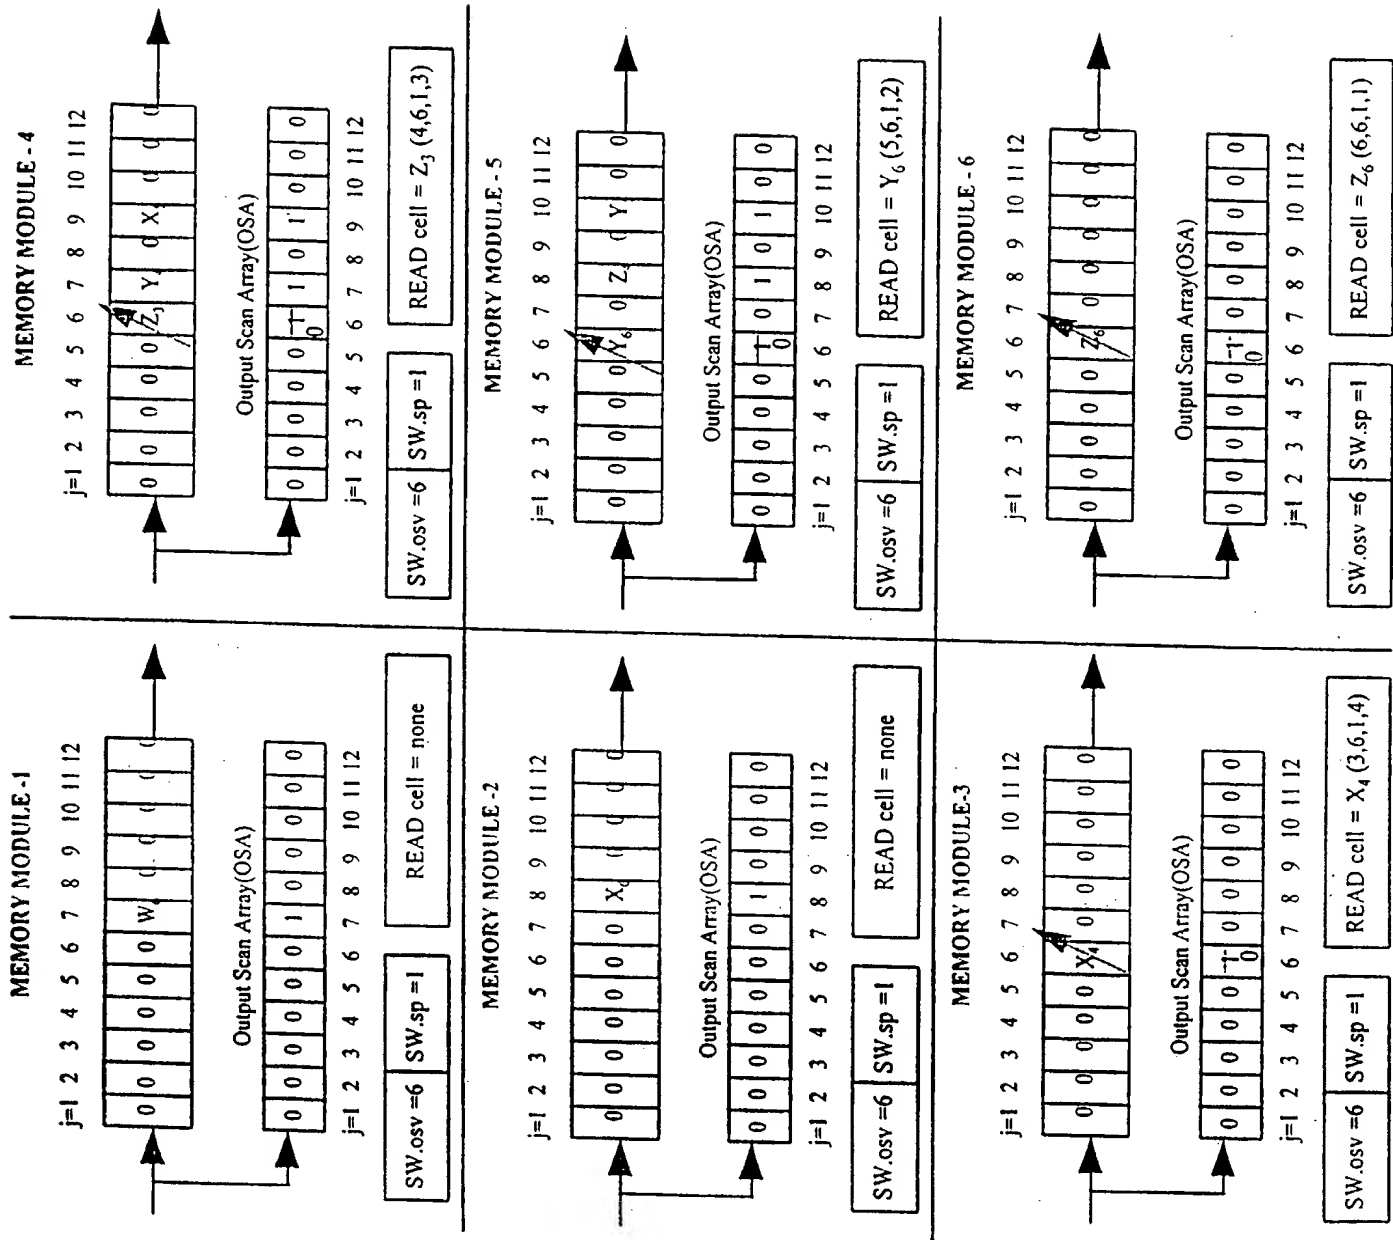 MEMORY MODULE -1
j=1 2 3 4 5 6 7 8 9 10 11 12
0 0 0 0 0 0 W
Output Scan Array(OSA)
0 0 0 0 0 0 1 0 0 0 0 0
j=1 2 3 4 5 6 7 8 9 10 11 12
SW.osv =6 SW.sp =1 READ cell = none
MEMORY MODULE -2
j=1 2 3 4 5 6 7 8 9 10 11 12
0 0 0 0 0 0 0 X
Output Scan Array(OSA)
0 0 0 0 0 0 0 1 0 0 0 0
j=1 2 3 4 5 6 7 8 9 10 11 12
SW.osv =6 SW.sp =1 READ cell = none
MEMORY MODULE-3
j=1 2 3 4 5 6 7 8 9 10 11 12
0 0 0 0 0 X4 0 0 0 0 0 0
Output Scan Array(OSA)
0 0 0 0 0 1 0 0 0 0 0 0
0
j=1 2 3 4 5 6 7 8 9 10 11 12
SW.osv =6 SW.sp =1 READ cell = X4 (3,6,1,4)
MEMORY MODULE - 4
j=1 2 3 4 5 6 7 8 9 10 11 12
0 0 0 0 0 Z3 Y 0 X 0 0
Output Scan Array(OSA)
0 0 0 0 0 1 1 0 1 0 0 0
0
j=1 2 3 4 5 6 7 8 9 10 11 12
SW.osv =6 SW.sp =1 READ cell = Z3 (4,6,1,3)
MEMORY MODULE - 5
j=1 2 3 4 5 6 7 8 9 10 11 12
0 0 0 0 0 Y6 0 Z 0 Y 0 0
Output Scan Array(OSA)
0 0 0 0 0 1 0 1 0 1 0 0
0
j=1 2 3 4 5 6 7 8 9 10 11 12
SW.osv =6 SW.sp =1 READ cell = Y6 (5,6,1,2)
MEMORY MODULE - 6
j=1 2 3 4 5 6 7 8 9 10 11 12
0 0 0 0 0 Z6 0 0 0 0 0 0
Output Scan Array(OSA)
0 0 0 0 0 1 0 0 0 0 0 0
0
j=1 2 3 4 5 6 7 8 9 10 11 12
SW.osv =6 SW.sp =1 READ cell = Z6 (6,6,1,1)